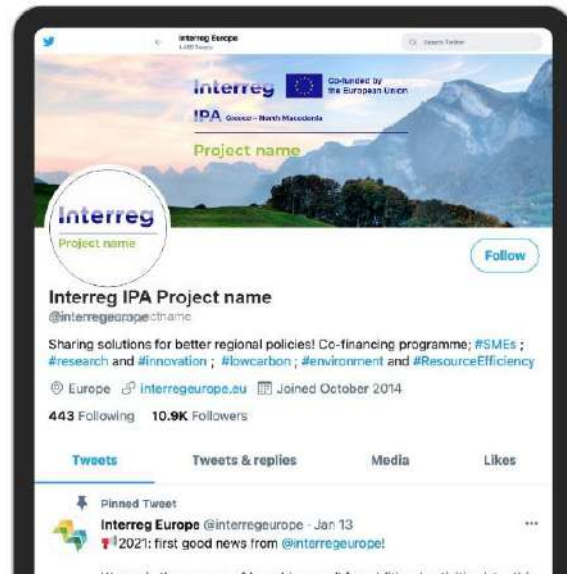 Interreg Europe
Search Twitter
Interreg
Co-funded by
the European Union
IPA Greece – North Macedonia
Project name
Interreg
Project name
Follow
Interreg IPA Project name
Sharing solutions for better regional policies! Co-financing programme; #SMEs ;
#research and #innovation ; #lowcarbon ; #environment and #ResourceEfficiency
Europe interregeurope.eu Joined October 2014
443 Following 10.9K Followers
Tweets Tweets & replies Media Likes
Pinned Tweet
Interreg Europe @interregeurope · Jan 13
2021: first good news from @interregeurope!